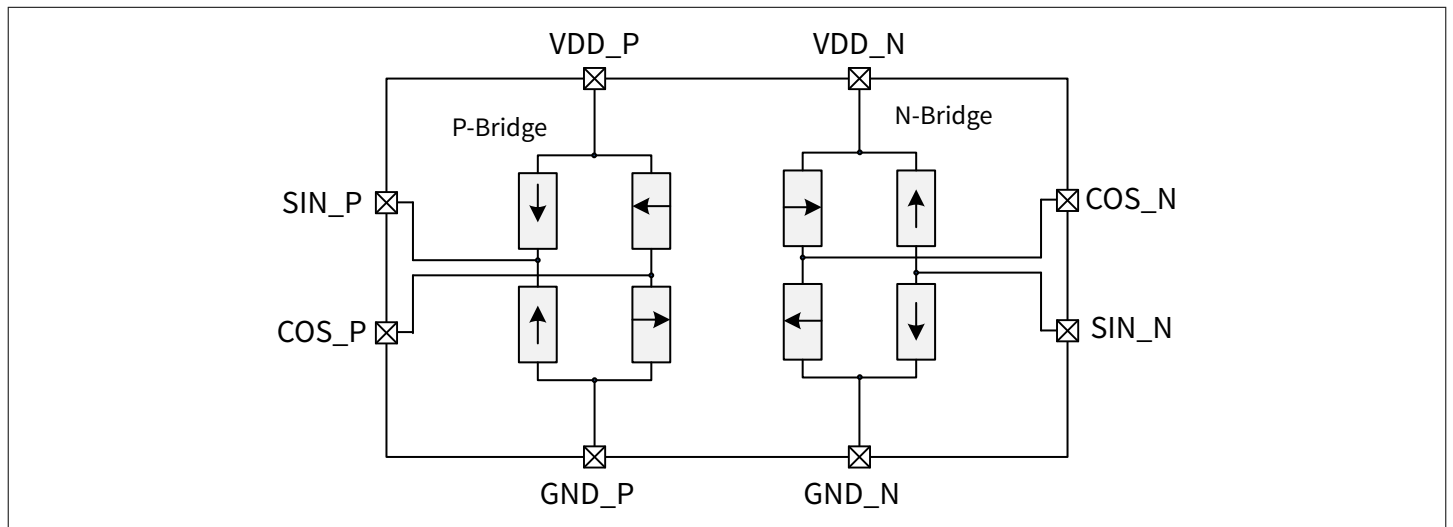 VDD_P
VDD_N
P-Bridge
N-Bridge
SIN_P
COS_N
COS_P
SIN_N
GND_P
GND_N